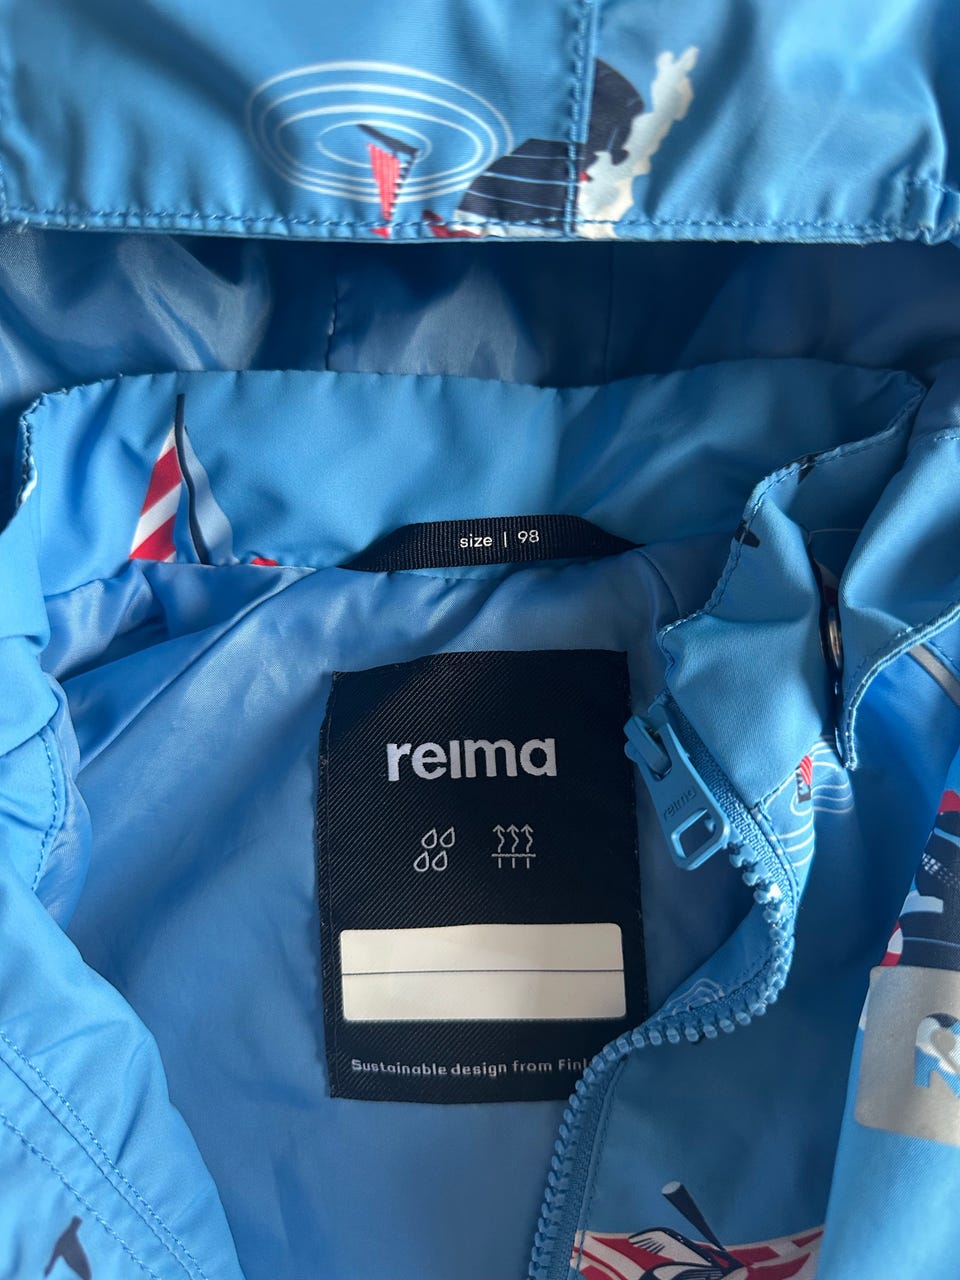 size | 98
reima
reima
Sustainable design from Finl